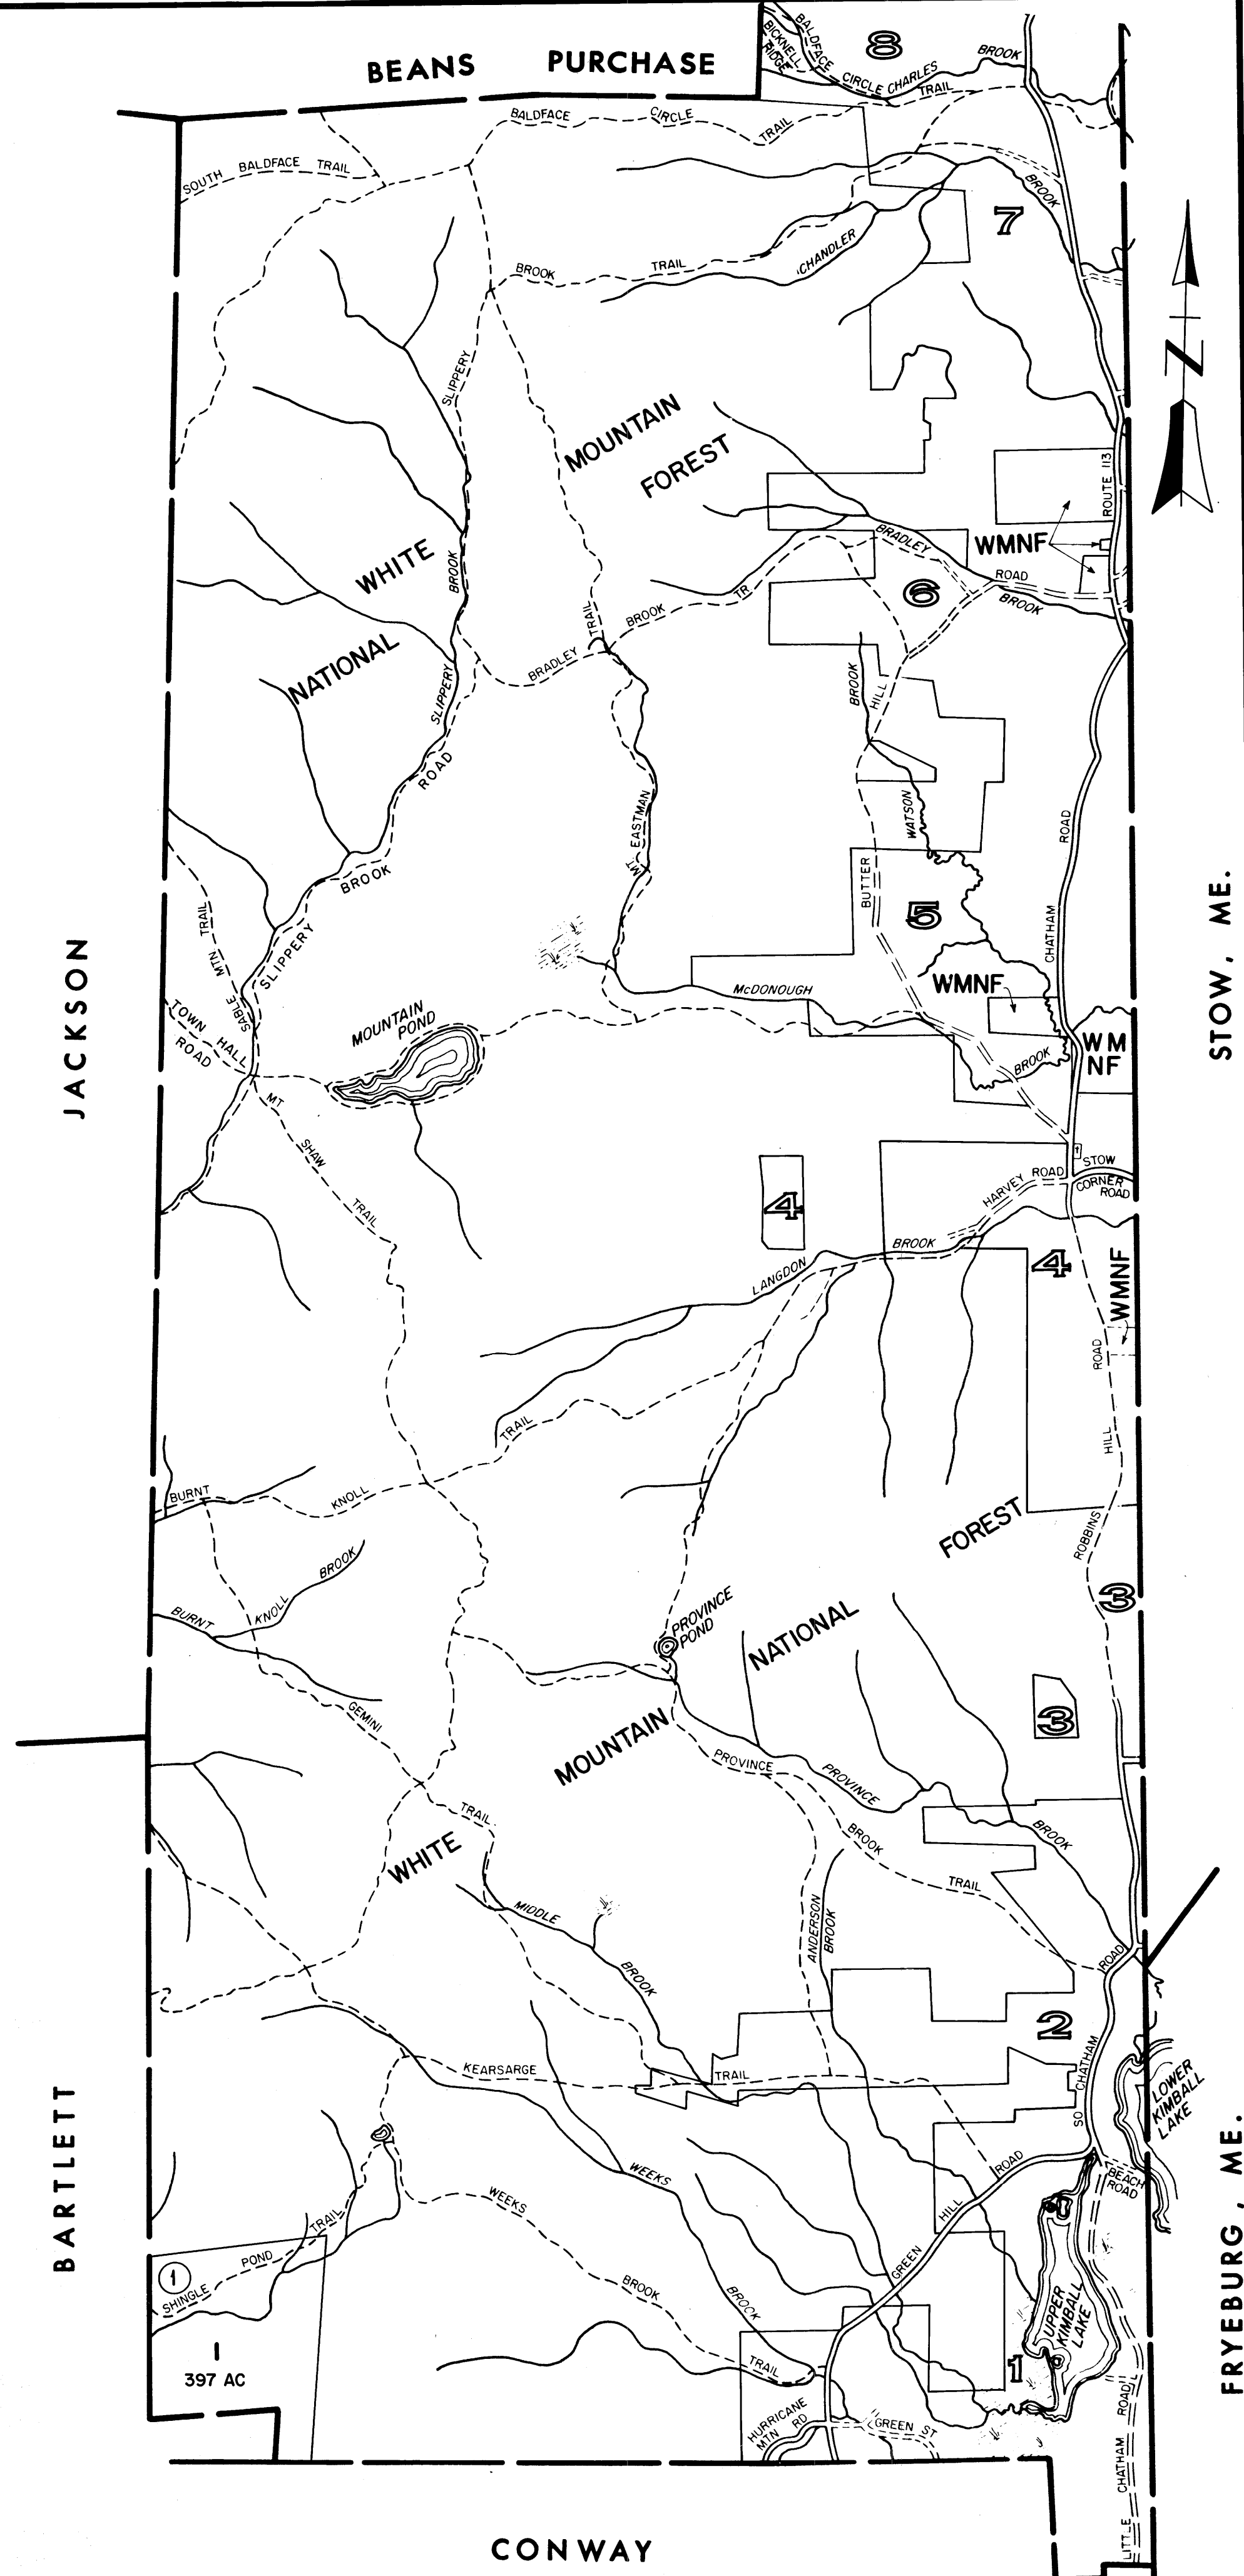 BEANS PURCHASE
BALDFACE
BICKNELL
RIDGE
CIRCLE CHARLES
BROOK
TRAIL
8
BALDFACE CIRCLE TRAIL
SOUTH BALDFACE TRAIL
BROOK
7
BROOK TRAIL
CHANDLER
N
SLIPPERY
BROOK
MOUNTAIN
FOREST
WHITE
NATIONAL
ROUTE 113
WMNF
BRADLEY
ROAD
BROOK
6
BRADLEY BROOK TR
TRAIL
SLIPPERY
ROAD
BROOK
HILL
WATSON
ROAD
MT. EASTMAN
BROOK
SLIPPERY
BUTTER
5
CHATHAM
SABLE MTN TRAIL
TOWN HALL
ROAD
MOUNTAIN
POND
McDONOUGH
BROOK
WMNF
WM
NF
JACKSON
STOW, ME.
MT SHAW TRAIL
STOW
CORNER
ROAD
HARVEY ROAD
4
LANGDON
BROOK
4
WMNF
ROAD
HILL
ROBBINS
TRAIL
BURNT KNOLL
FOREST
BURNT KNOLL BROOK
PROVINCE
POND
NATIONAL
3
GEMINI
TRAIL
MOUNTAIN
3
PROVINCE
BROOK
TRAIL
PROVINCE
BROOK
WHITE
MIDDLE
BROOK
ANDERSON
BROOK
ROAD
2
SO CHATHAM
KEARSARGE
TRAIL
LOWER
KIMBALL
LAKE
BARTLETT
WEEKS
BROOK
WEEKS
BROOK
TRAIL
GREEN HILL ROAD
BEACH
ROAD
SHINGLE POND TRAIL
1
1
397 AC
UPPER
KIMBALL
LAKE
1
HURRICANE
MTN RD
GREEN ST
LITTLE CHATHAM ROAD
FRYEBURG, ME.
CONWAY